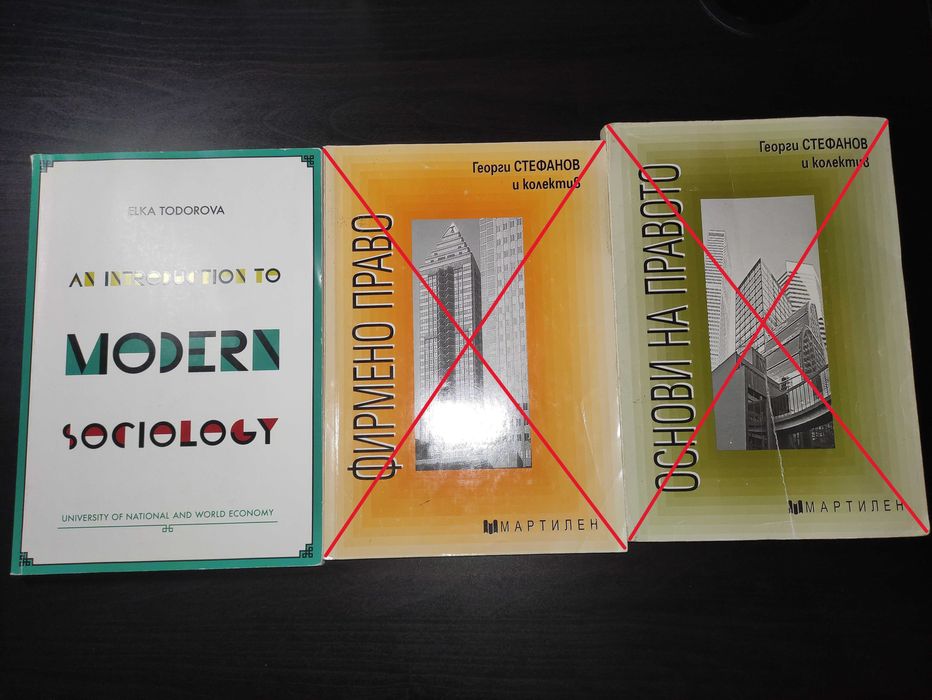 ELKA TODOROVA
AN INTRODUCTION TO
MODERN
SOCIOLOGY
UNIVERSITY OF NATIONAL AND WORLD ECONOMY
Георги СТЕФАНОВ
и колектив
ФИРМЕНО ПРАВО
МАРТИЛЕН
Георги СТЕФАНОВ
и колектив
ОСНОВИ НА ПРАВОТО
МАРТИЛЕН